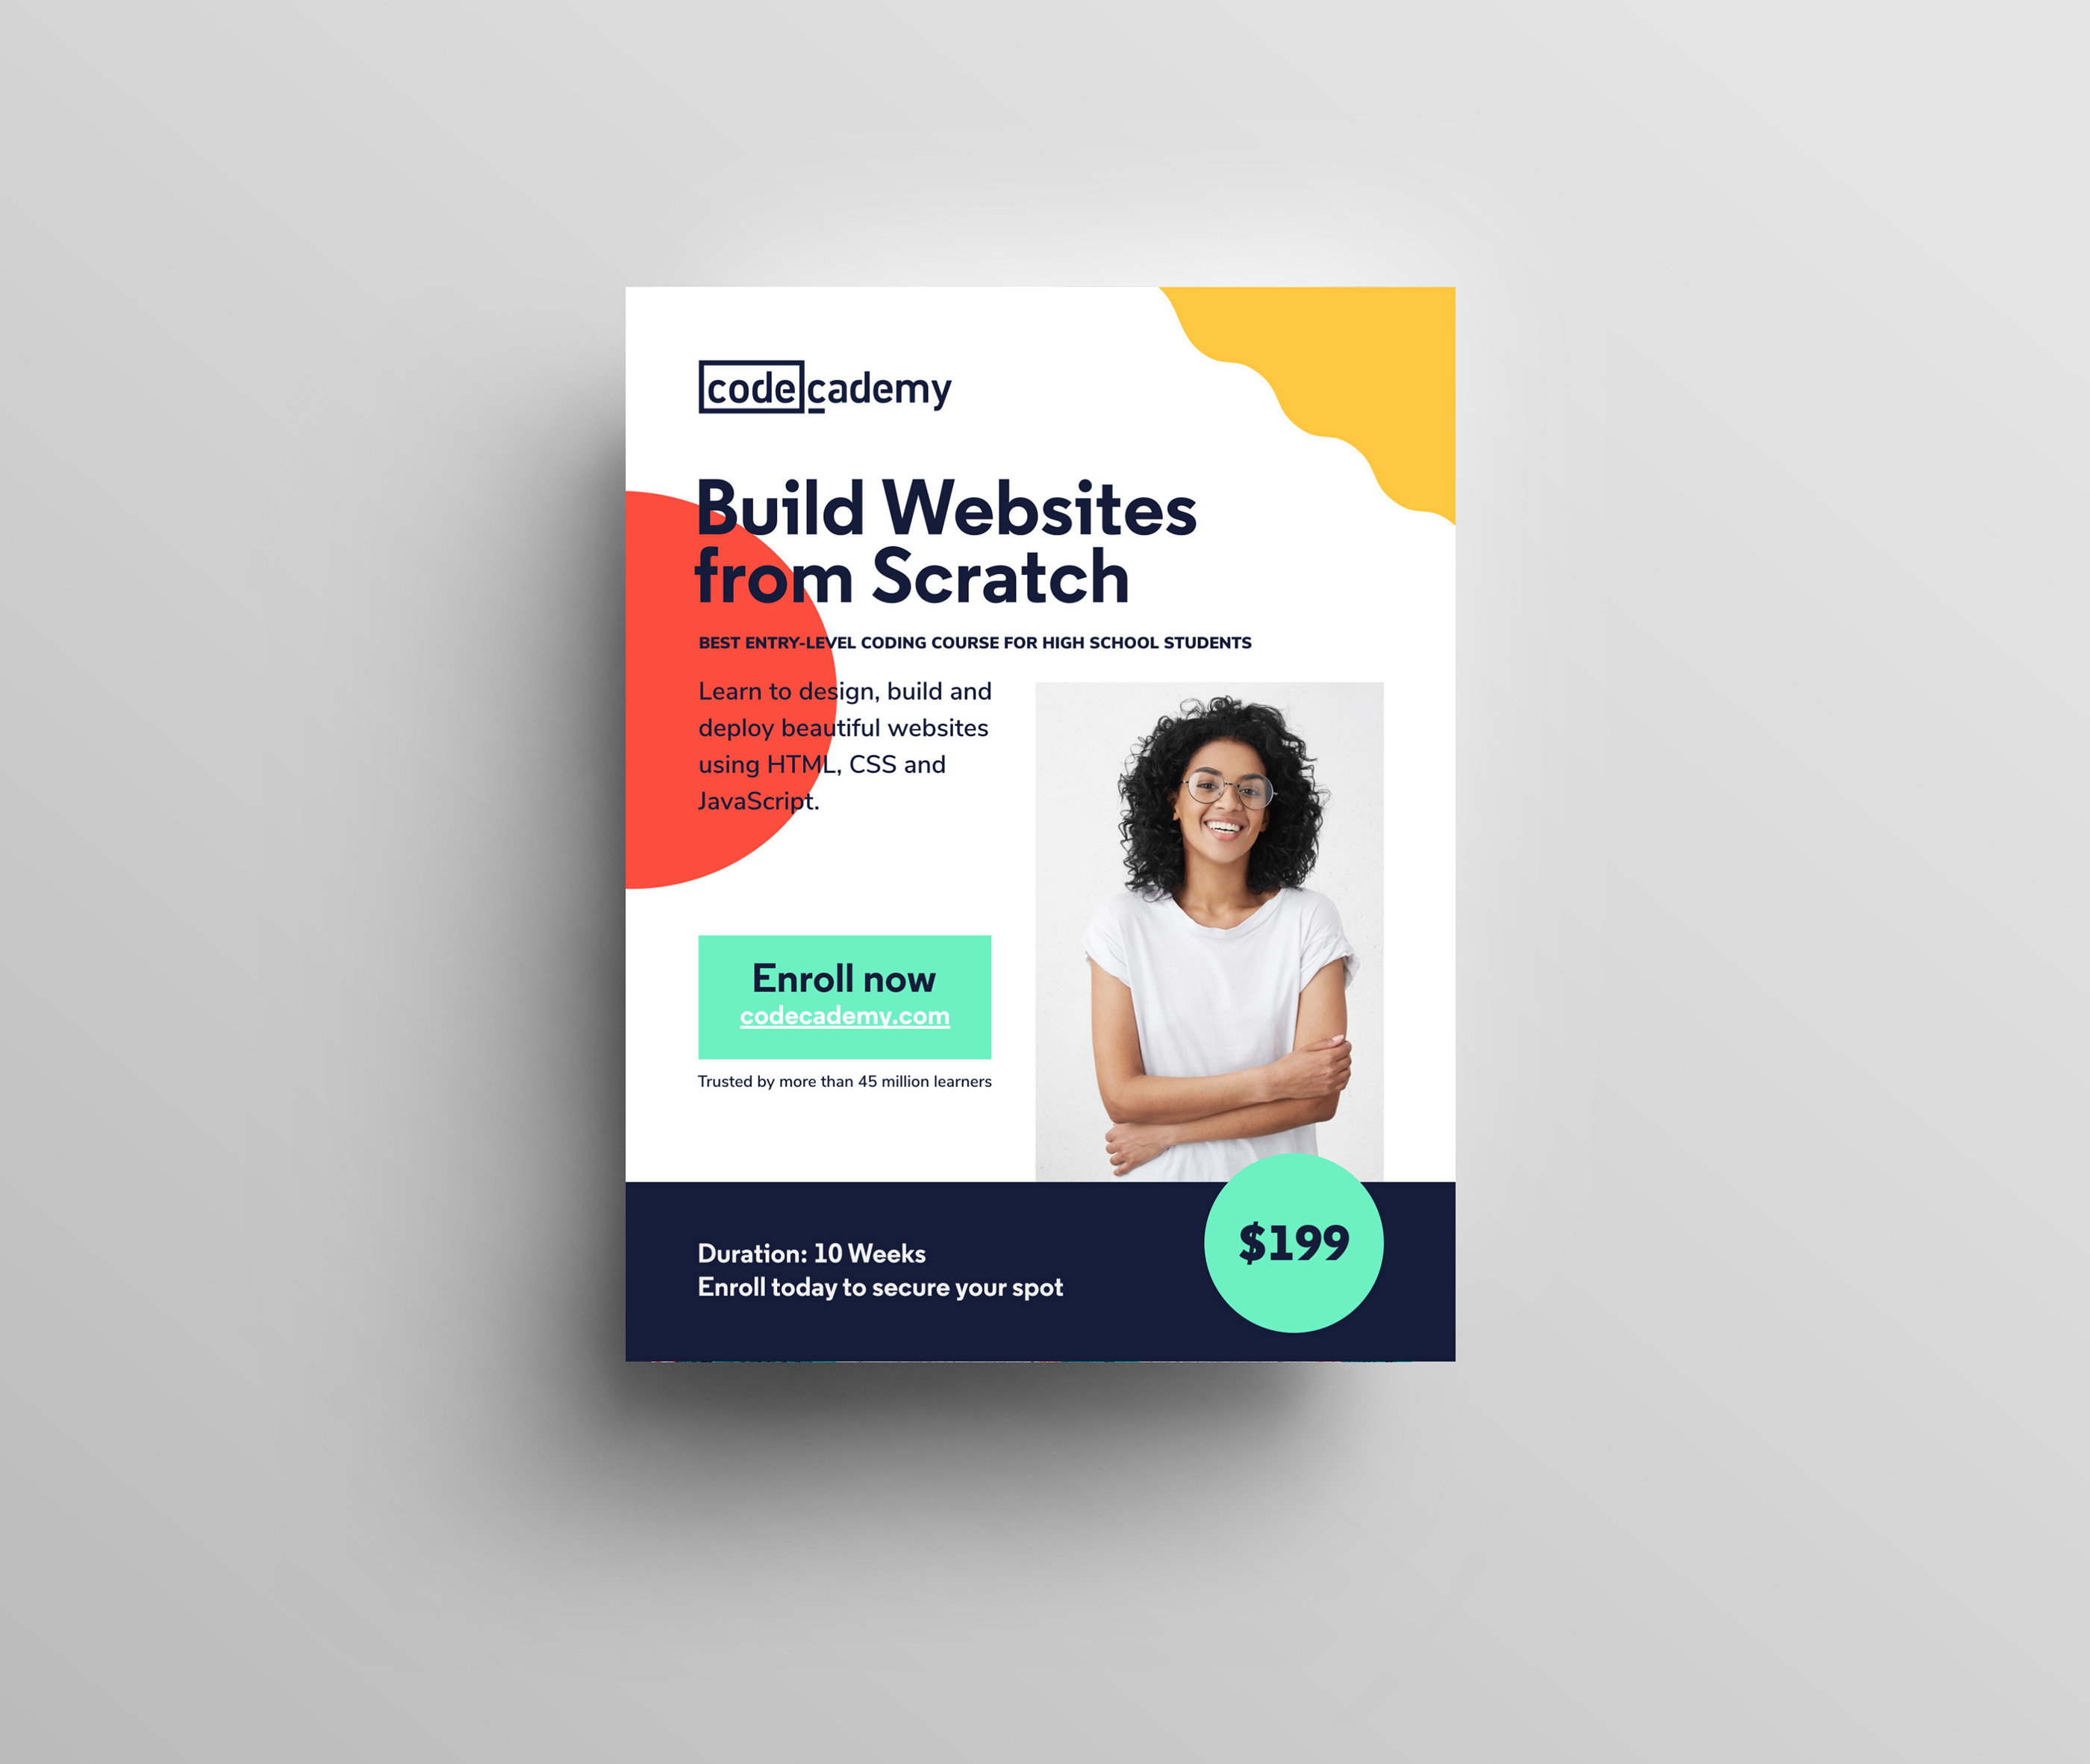 codecademy
Build Websites
from Scratch
BEST ENTRY-LEVEL CODING COURSE FOR HIGH SCHOOL STUDENTS
Learn to design, build and
deploy beautiful websites
using HTML, CSS and
JavaScript.
Enroll now
codecademy.com
Trusted by more than 45 million learners
Duration: 10 Weeks
Enroll today to secure your spot
$199